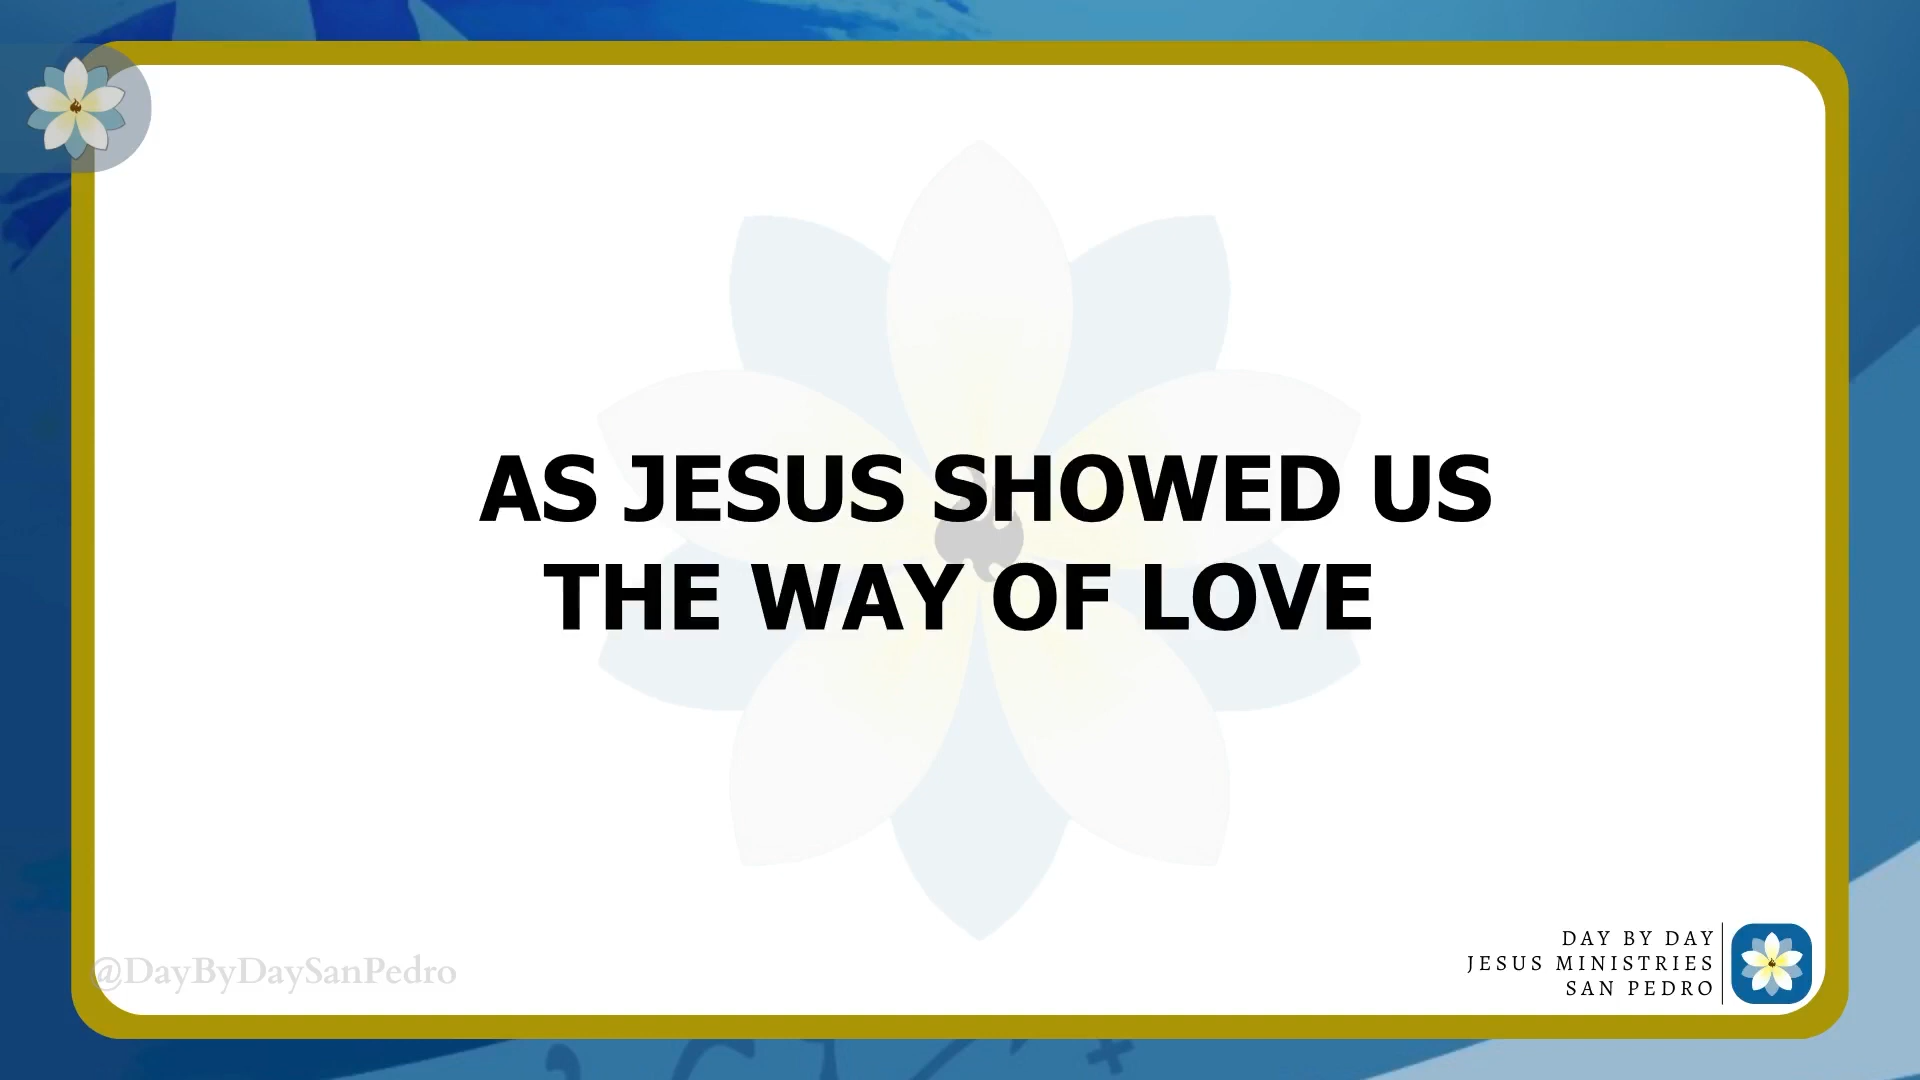 AS JESUS SHOWED US
THE WAY OF LOVE
@DayByDaySanPedro
DAY BY DAY
JESUS MINISTRIES
SAN PEDRO